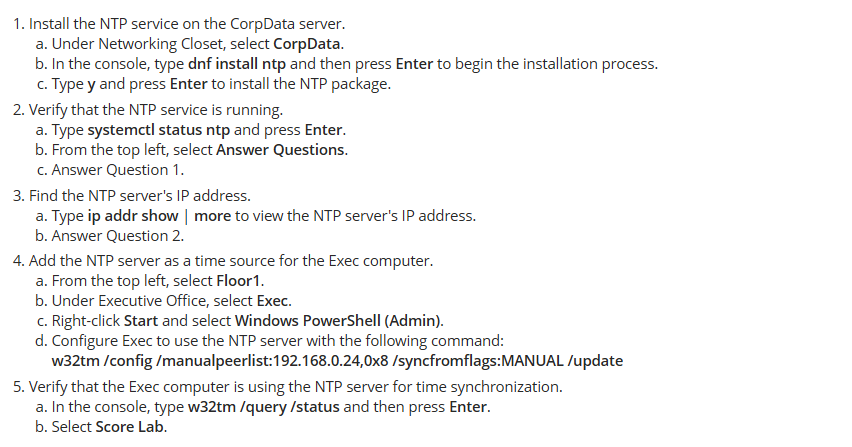 1. Install the NTP service on the CorpData server.
a. Under Networking Closet, select CorpData.
b. In the console, type dnf install ntp and then press Enter to begin the installation process.
c. Type y and press Enter to install the NTP package.
2. Verify that the NTP service is running.
a. Type systemctl status ntp and press Enter.
b. From the top left, select Answer Questions.
c. Answer Question 1.
3. Find the NTP server's IP address.
a. Type ip addr show | more to view the NTP server's IP address.
b. Answer Question 2.
4. Add the NTP server as a time source for the Exec computer.
a. From the top left, select Floor1.
b. Under Executive Office, select Exec.
c. Right-click Start and select Windows PowerShell (Admin).
d. Configure Exec to use the NTP server with the following command:
w32tm /config /manualpeerlist:192.168.0.24,0x8 /syncfromflags:MANUAL /update
5. Verify that the Exec computer is using the NTP server for time synchronization.
a. In the console, type w32tm /query /status and then press Enter.
b. Select Score Lab.